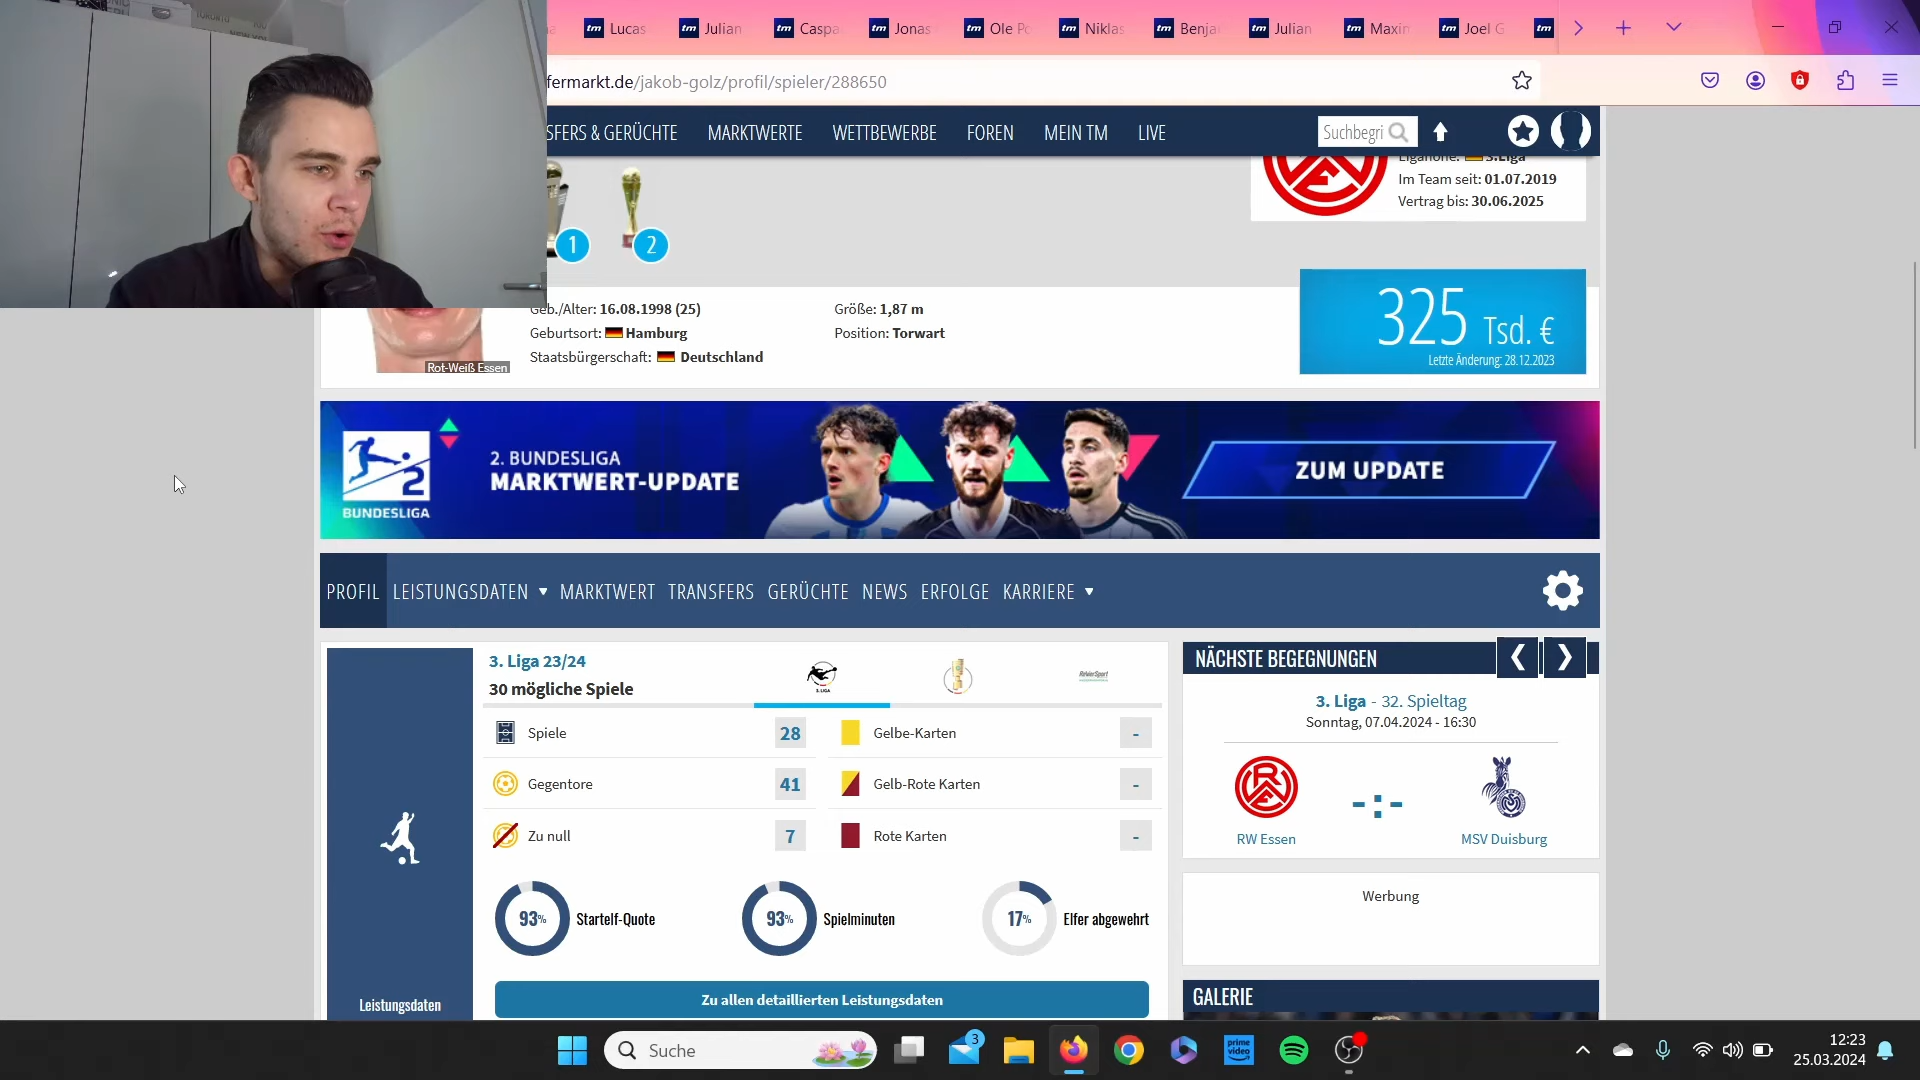 Lucas
Julian
Caspa
Jonas
Ole Po
Niklas
Benja
Julian
Maxin
Joel G
fermarkt.de/jakob-golz/profil/spieler/288650
SFERS & GERÜCHTE
MARKTWERTE
WETTBEWERBE
FOREN
MEIN TM
LIVE
Suchbegri
3.Liga
Im Team seit: 01.07.2019
Vertrag bis: 30.06.2025
1
2
Geb./Alter: 16.08.1998 (25)
Größe: 1,87 m
Geburtsort: Hamburg
Position: Torwart
Staatsbürgerschaft: Deutschland
Rot-Weiß Essen
325 Tsd. €
Letzte Änderung: 28.12.2023
2. BUNDESLIGA
MARKTWERT-UPDATE
ZUM UPDATE
2
BUNDESLIGA
PROFIL
LEISTUNGSDATEN
MARKTWERT
TRANSFERS
GERÜCHTE
NEWS
ERFOLGE
KARRIERE
3. Liga 23/24
30 mögliche Spiele
Spiele
28
Gelbe-Karten
-
Gegentore
41
Gelb-Rote Karten
-
Zu null
7
Rote Karten
-
93%
Startelf-Quote
93%
Spielminuten
17%
Elfer abgewehrt
Zu allen detaillierten Leistungsdaten
Leistungsdaten
NÄCHSTE BEGEGNUNGEN
3. Liga - 32. Spieltag
Sonntag, 07.04.2024 - 16:30
-:-
RW Essen
MSV Duisburg
Werbung
GALERIE
Suche
3
prime video
12:23
25.03.2024